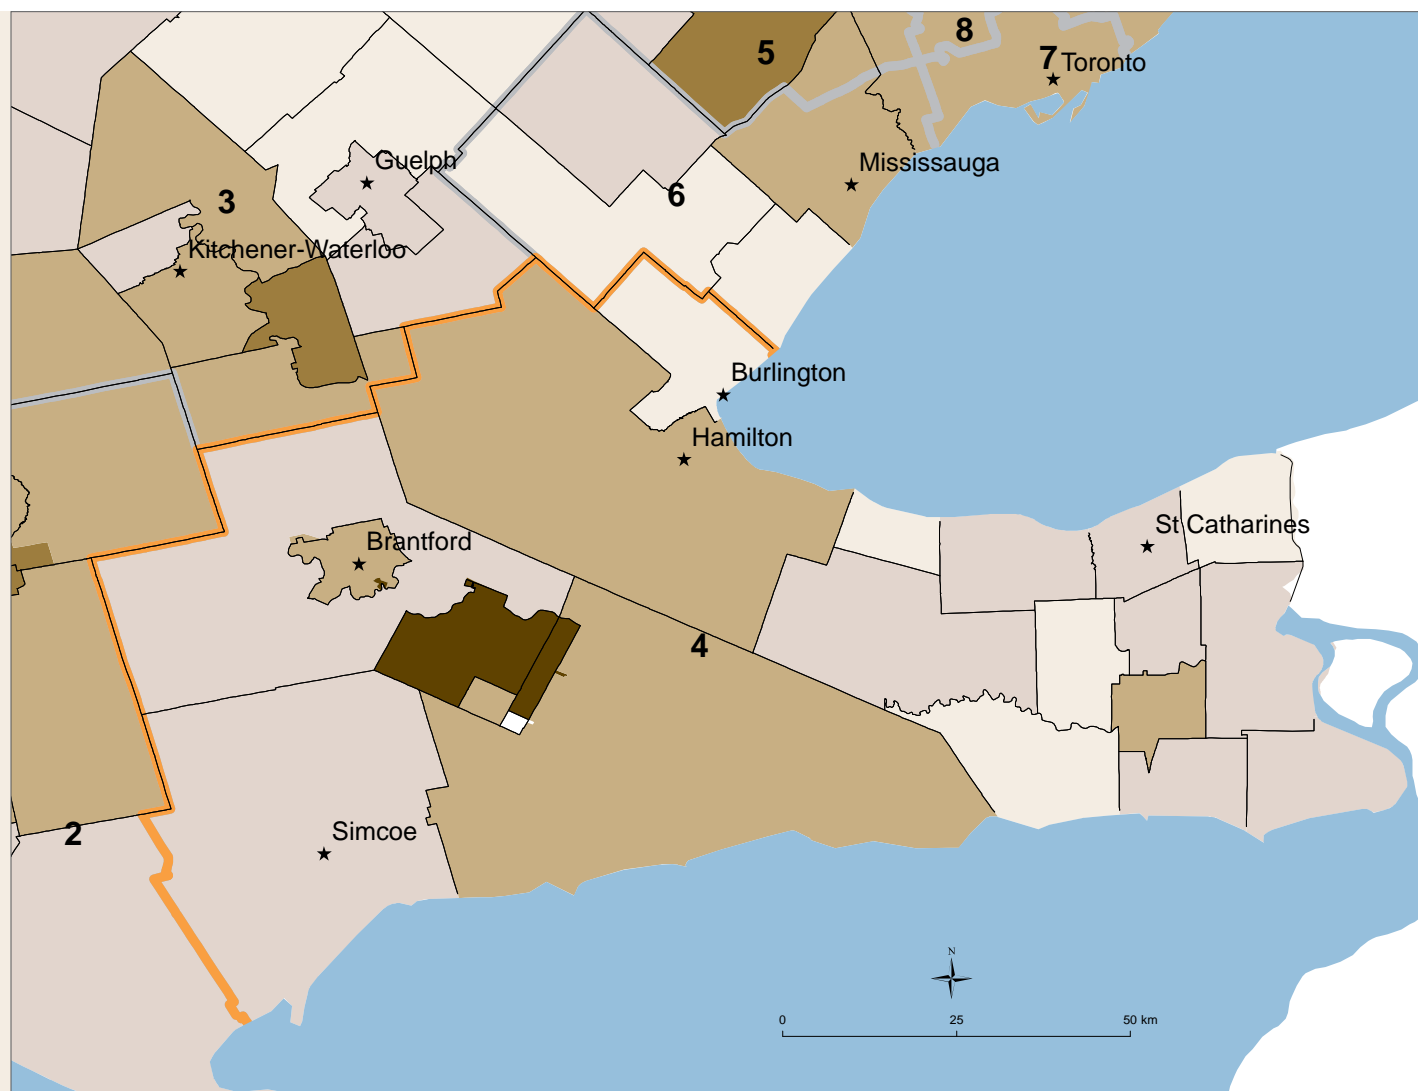 8
5
7
Toronto
Mississauga
Guelph
6
3
Kitchener-Waterloo
Burlington
Hamilton
St Catharines
Brantford
4
2
Simcoe
N
0
25
50 km